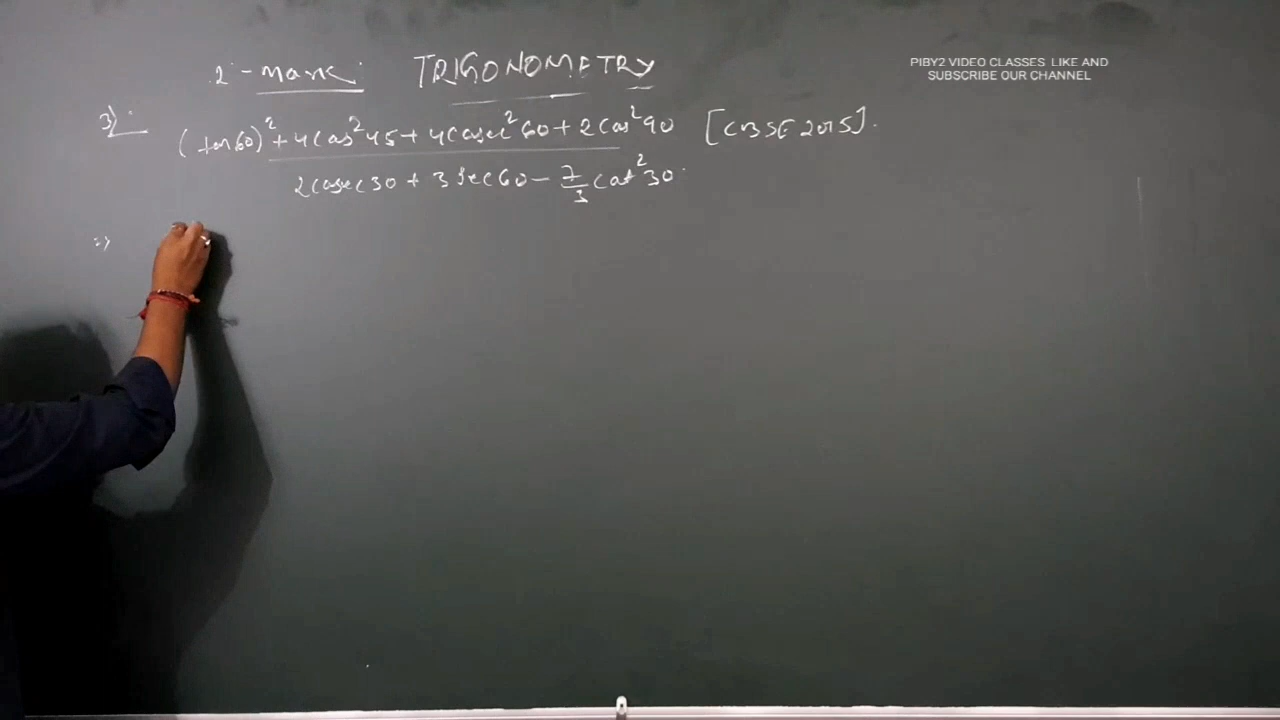 2 - mark TRIGONOMETRY
PIBY2 VIDEO CLASSES LIKE AND
SUBSCRIBE OUR CHANNEL
3) (tan60)² + 4cos²45 + 4cosec²60 + 2cos²90 [CBSE 2015].
2cosec30 + 3sec60 - 7/3 cot²30
=>